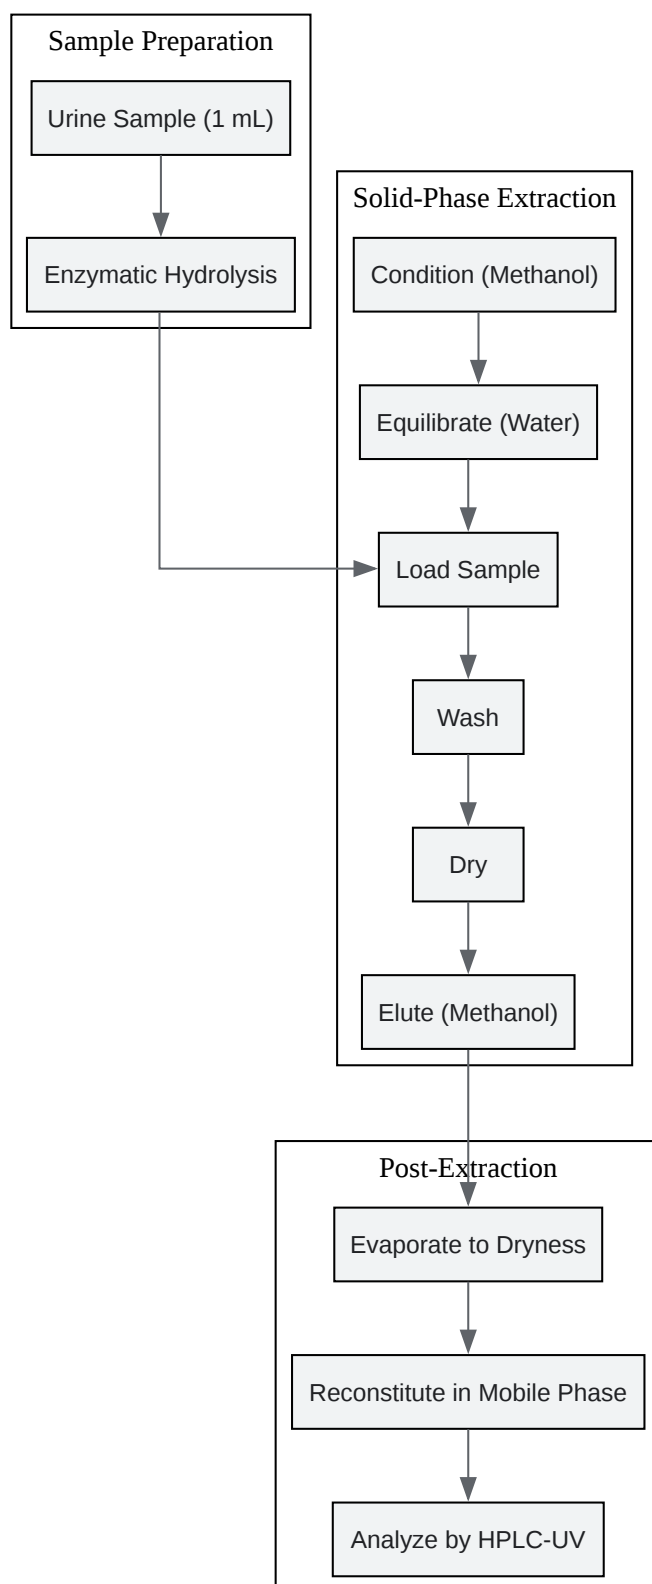 Sample Preparation
Urine Sample (1 mL)
Enzymatic Hydrolysis
Solid-Phase Extraction
Condition (Methanol)
Equilibrate (Water)
Load Sample
Wash
Dry
Elute (Methanol)
Post-Extraction
Evaporate to Dryness
Reconstitute in Mobile Phase
Analyze by HPLC-UV